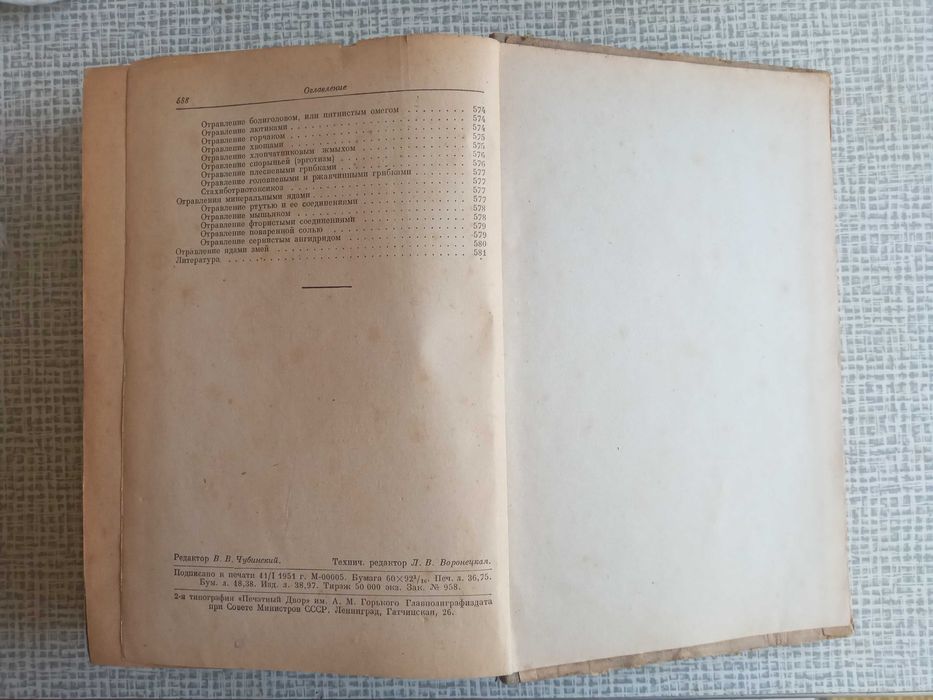 588 Оглавление
Отравление болиголовом, или пятнистым омегом . . . . . . . . 574
Отравление лютиками . . . . . . . . 574
Отравление горчаком . . . . . . . . 574
Отравление хвощами . . . . . . . . 575
Отравление хлопчатниковым жмыхом . . . . . . . . 575
Отравление спорыньей (эрготизм) . . . . . . . . 576
Отравление плесневыми грибками . . . . . . . . 576
Отравление головневыми и ржавчинными грибками . . . . . . . . 577
Стахиботриотоксикоз . . . . . . . . 577
Отравления минеральными ядами . . . . . . . . 577
Отравление ртутью и ее соединениями . . . . . . . . 577
Отравление мышьяком . . . . . . . . 578
Отравление фтористыми соединениями . . . . . . . . 578
Отравление поваренной солью . . . . . . . . 579
Отравление сернистым ангидридом . . . . . . . . 579
Отравление ядами змей . . . . . . . . 580
Литература . . . . . . . . 581
Редактор В. В. Чубинский. Технич. редактор Л. В. Воронецкая.
Подписано к печати 11/I 1951 г. М-00005. Бумага 60×92¹/₁₆. Печ. л. 36,75.
Бум. л. 18,38. Изд. л. 38,97. Тираж 50 000 экз. Зак. № 958.
2-я типография «Печатный Двор» им. А. М. Горького Главполиграфиздата
при Совете Министров СССР. Ленинград, Гатчинская, 26.